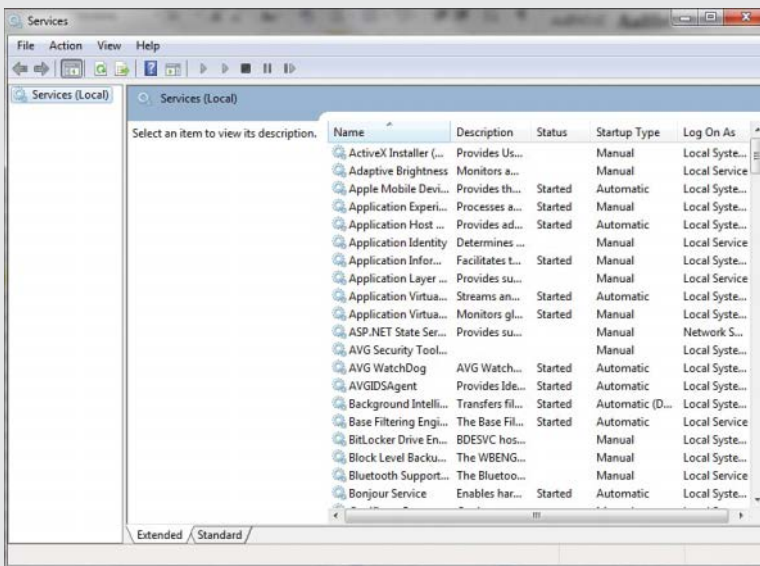 Services
File Action View Help
Services (Local)
Services (Local)
Select an item to view its description.
Name Description Status Startup Type Log On As
ActiveX Installer (... Provides Us... Manual Local Syste...
Adaptive Brightness Monitors a... Manual Local Service
Apple Mobile Devi... Provides th... Started Automatic Local Syste...
Application Experi... Processes a... Started Manual Local Syste...
Application Host ... Provides ad... Started Automatic Local Syste...
Application Identity Determines ... Manual Local Service
Application Infor... Facilitates t... Started Manual Local Syste...
Application Layer ... Provides su... Manual Local Service
Application Virtua... Streams an... Started Automatic Local Syste...
Application Virtua... Monitors gl... Started Manual Local Syste...
ASP.NET State Ser... Provides su... Manual Network S...
AVG Security Tool... Manual Local Syste...
AVG WatchDog AVG Watch... Started Automatic Local Syste...
AVGIDSAgent Provides Ide... Started Automatic Local Syste...
Background Intelli... Transfers fil... Started Automatic (D... Local Syste...
Base Filtering Engi... The Base Fil... Started Automatic Local Service
BitLocker Drive En... BDESVC hos... Manual Local Syste...
Block Level Backu... The WBENG... Manual Local Syste...
Bluetooth Support... The Bluetoo... Manual Local Service
Bonjour Service Enables har... Started Automatic Local Syste...
Extended Standard